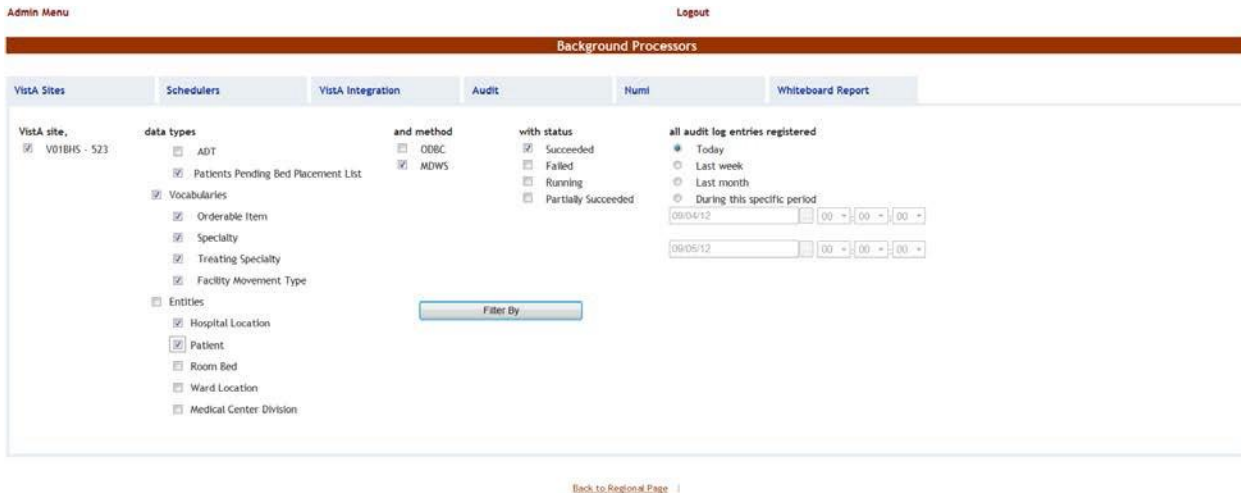 Admin Menu Logout
Background Processors
VistA Sites Schedulers VistA Integration Audit Numi Whiteboard Report
VistA site, data types and method with status all audit log entries registered
V01BHS - 523 ADT ODBC Succeeded Today
Patients Pending Bed Placement List MDWS Failed Last week
Vocabularies Running Last month
Orderable Item Partially Succeeded During this specific period
09/04/12 00 : 00 : 00
Specialty
09/05/12 00 : 00 : 00
Treating Specialty
Facility Movement Type
Entities Filter By
Hospital Location
Patient
Room Bed
Ward Location
Medical Center Division
Back to Regional Page |